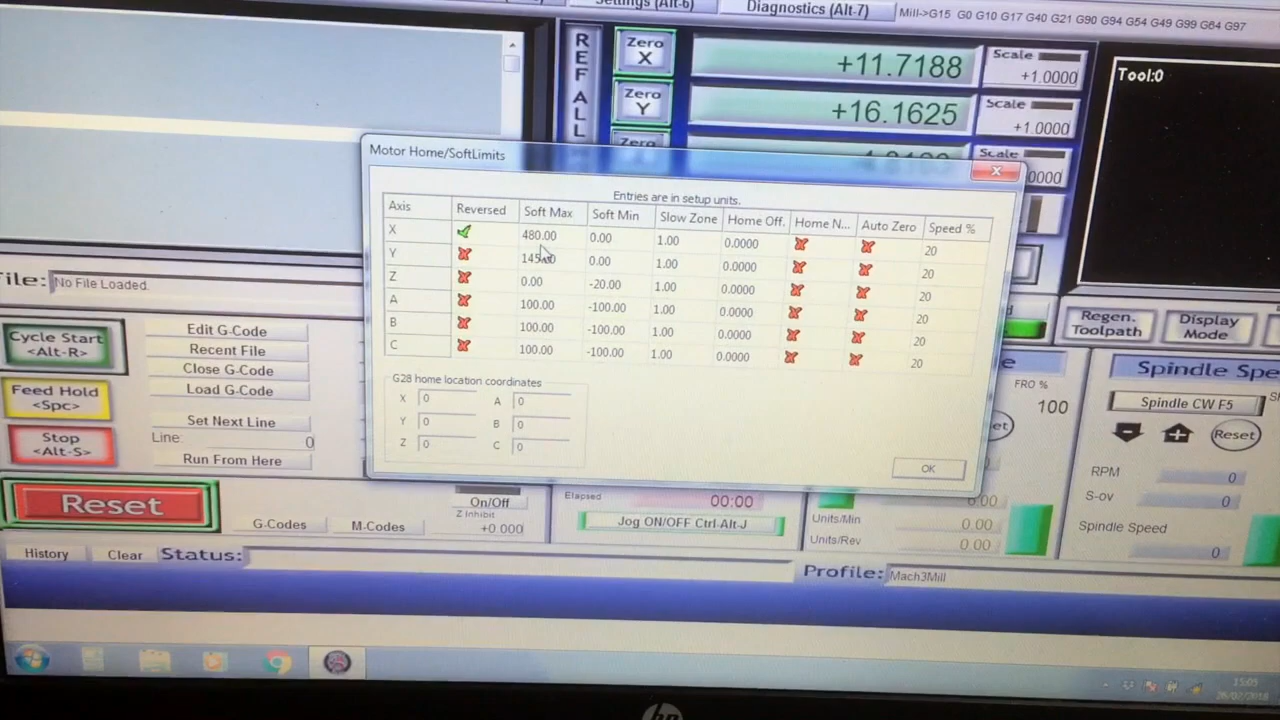 Settings (Alt-6) Diagnostics (Alt-7) Mill->G15 G0 G10 G17 G40 G21 G90 G94 G54 G49 G99 G64 G97
REF ALL
Zero X +11.7188 Scale +1.0000
Zero Y +16.1625 Scale +1.0000
Zero Scale
Tool:0
Motor Home/SoftLimits
Entries are in setup units.
Axis Reversed Soft Max Soft Min Slow Zone Home Off. Home N... Auto Zero Speed %
X 480.00 0.00 1.00 0.0000 20
Y 0.00 1.00 0.0000 20
Z 0.00 -20.00 1.00 0.0000 20
A 100.00 -100.00 1.00 0.0000 20
B 100.00 -100.00 1.00 0.0000 20
C 100.00 -100.00 1.00 0.0000 20
G28 home location coordinates
X 0 A 0
Y 0 B 0
Z 0 C 0
OK
File: No File Loaded.
Cycle Start
<Alt-R>
Feed Hold
<Spc>
Stop
<Alt-S>
Reset
Edit G-Code
Recent File
Close G-Code
Load G-Code
Set Next Line
Line: 0
Run From Here
G-Codes M-Codes
On/Off
Z Inhibit
+0.000
Elapsed 00:00
Jog ON/OFF Ctrl-Alt-J
FRO %
100
Units/Min 0.00
Units/Rev 0.00
Regen. Toolpath
Display Mode
Spindle Spe
Spindle CW F5
Reset
RPM 0
S-ov 0
Spindle Speed 0
History Clear Status:
Profile: Mach3Mill
15:05
hp